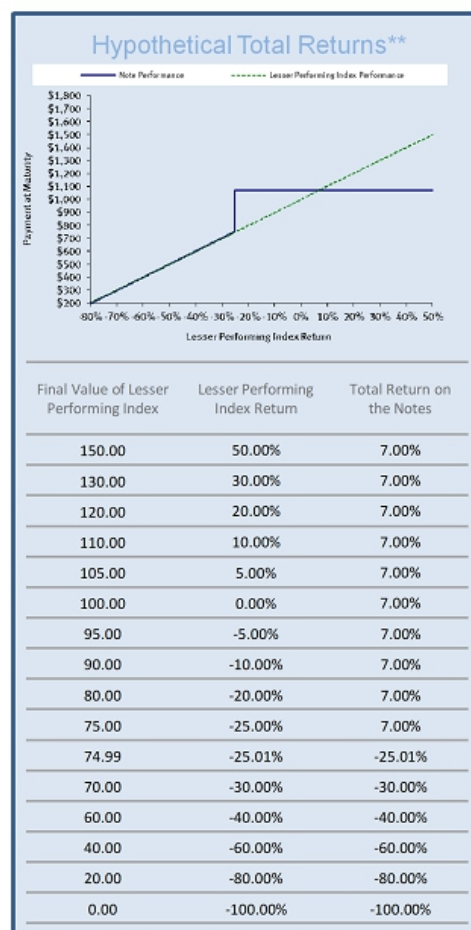 Hypothetical Total Returns**
Note Performance Lesser Performing Index Performance
$1,800
$1,700
$1,600
$1,500
$1,400
$1,300
$1,200
$1,100
$1,000
$900
$800
$700
$600
$500
$400
$300
$200
Payment at Maturity
-80% -70% -60% -50% -40% -30% -20% -10% 0% 10% 20% 30% 40% 50%
Lesser Performing Index Return
Final Value of Lesser Performing Index Lesser Performing Index Return Total Return on the Notes
150.00 50.00% 7.00%
130.00 30.00% 7.00%
120.00 20.00% 7.00%
110.00 10.00% 7.00%
105.00 5.00% 7.00%
100.00 0.00% 7.00%
95.00 -5.00% 7.00%
90.00 -10.00% 7.00%
80.00 -20.00% 7.00%
75.00 -25.00% 7.00%
74.99 -25.01% -25.01%
70.00 -30.00% -30.00%
60.00 -40.00% -40.00%
40.00 -60.00% -60.00%
20.00 -80.00% -80.00%
0.00 -100.00% -100.00%